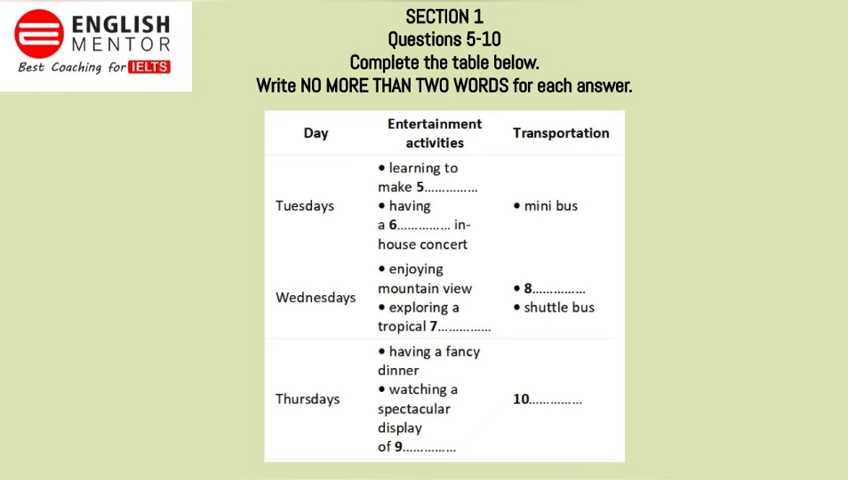 ENGLISH
MENTOR
Best Coaching for IELTS
SECTION 1
Questions 5-10
Complete the table below.
Write NO MORE THAN TWO WORDS for each answer.
Day
Entertainment
activities
Transportation
Tuesdays
• learning to
make 5..............
• having
a 6.............. in-
house concert
• mini bus
Wednesdays
• enjoying
mountain view
• exploring a
tropical 7..............
• 8..............
• shuttle bus
Thursdays
• having a fancy
dinner
• watching a
spectacular
display
of 9..............
10..............